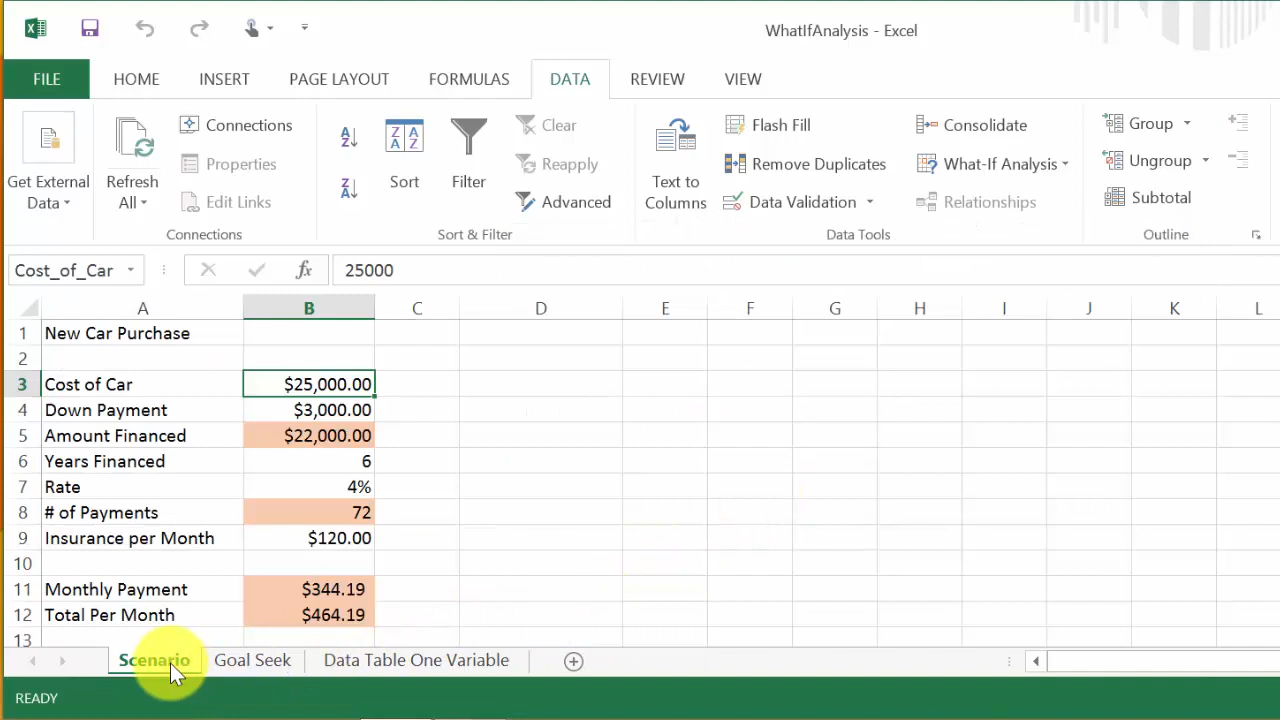 WhatIfAnalysis - Excel
FILE HOME INSERT PAGE LAYOUT FORMULAS DATA REVIEW VIEW
Get External Data
Refresh All
Connections
Properties
Edit Links
Connections
A Z
Z A
Z A A Z
Sort
Filter
Clear
Reapply
Advanced
Sort & Filter
Text to Columns
Flash Fill
Remove Duplicates
Data Validation
Consolidate
What-If Analysis
Relationships
Data Tools
Group
Ungroup
Subtotal
Outline
Cost_of_Car fx 25000
A B C D E F G H I J K L
1 New Car Purchase
2
3 Cost of Car $25,000.00
4 Down Payment $3,000.00
5 Amount Financed $22,000.00
6 Years Financed 6
7 Rate 4%
8 # of Payments 72
9 Insurance per Month $120.00
10
11 Monthly Payment $344.19
12 Total Per Month $464.19
13
Scenario Goal Seek Data Table One Variable
READY